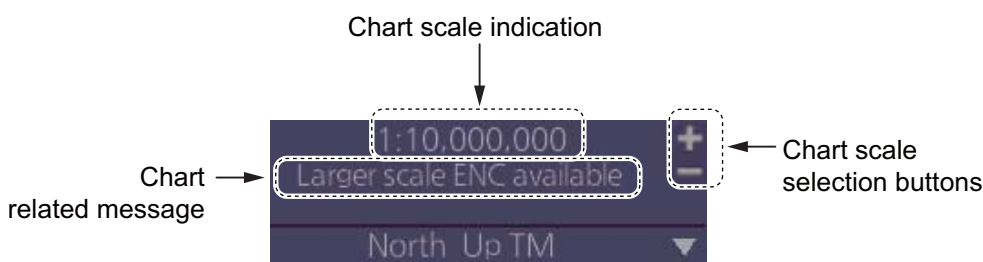 Chart scale indication
1:10,000,000
+
Larger scale ENC available
−
Chart
related message
Chart scale
selection buttons
North Up TM